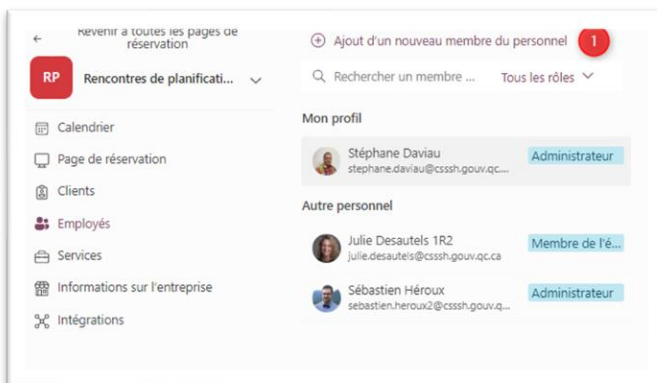 ←
Revenir à toutes les pages de
réservation
RP
Rencontres de planificati...
Calendrier
Page de réservation
Clients
Employés
Services
Informations sur l'entreprise
Intégrations
Ajout d'un nouveau membre du personnel
1
Rechercher un membre ...
Tous les rôles
Mon profil
Stéphane Daviau
Administrateur
stephane.daviau@csssh.gouv.qc....
Autre personnel
Julie Desautels 1R2
Membre de l'é...
julie.desautels@csssh.gouv.qc.ca
Sébastien Héroux
Administrateur
sebastien.heroux2@csssh.gouv.q...